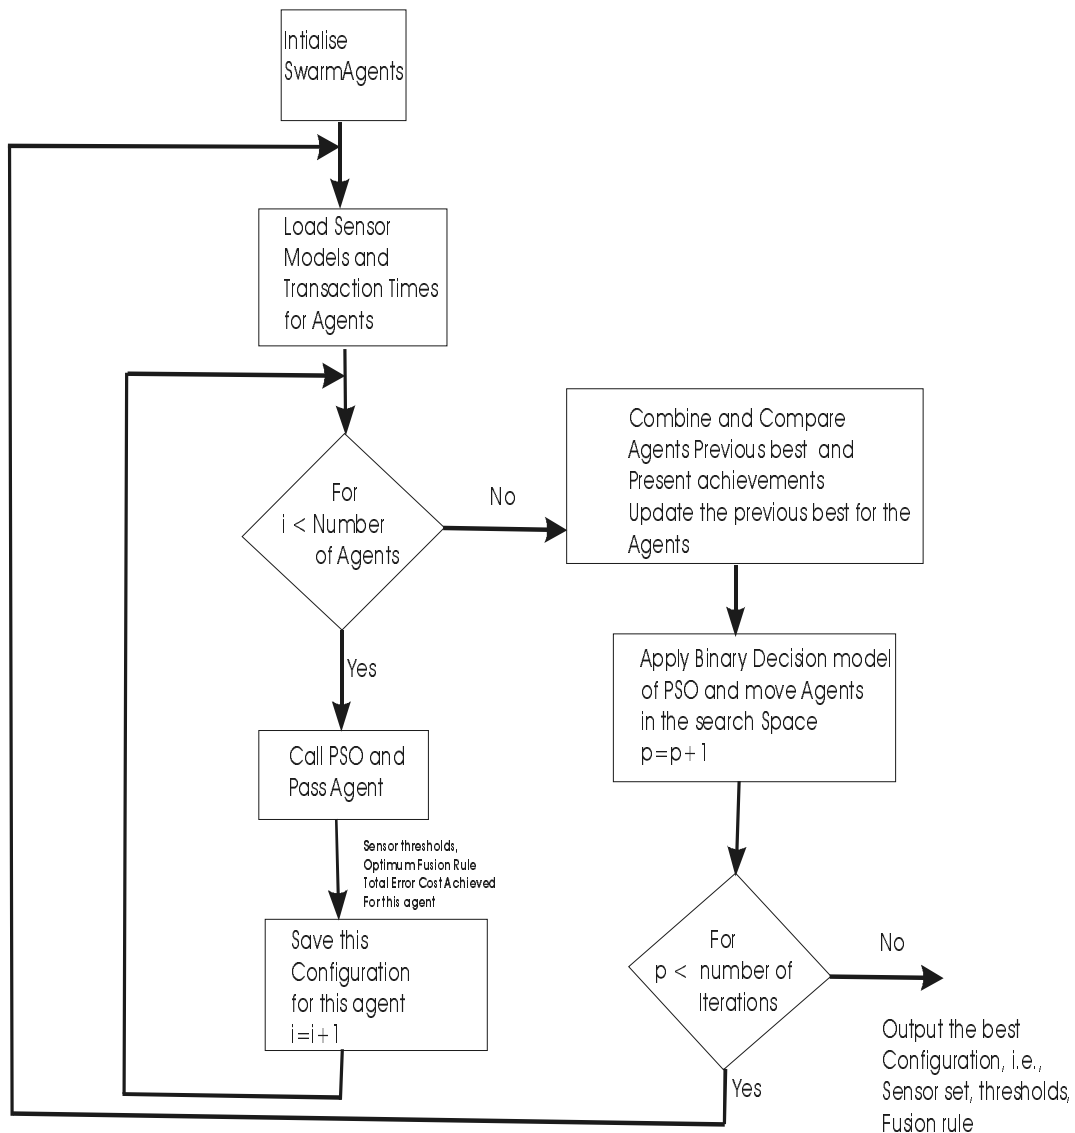 Intialise
SwarmAgents
Load Sensor
Models and
Transaction Times
for Agents
For
i < Number
of Agents
No
Yes
Call PSO and
Pass Agent
Sensor thresholds,
Optimum Fusion Rule
Total Error Cost Achieved
For this agent
Save this
Configuration
for this agent
i=i+1
Combine and Compare
Agents Previous best and
Present achievements
Update the previous best for the
Agents
Apply Binary Decision model
of PSO and move Agents
in the search Space
p=p+1
For
p < number of
Iterations
No
Yes
Output the best
Configuration, i.e.,
Sensor set, thresholds,
Fusion rule